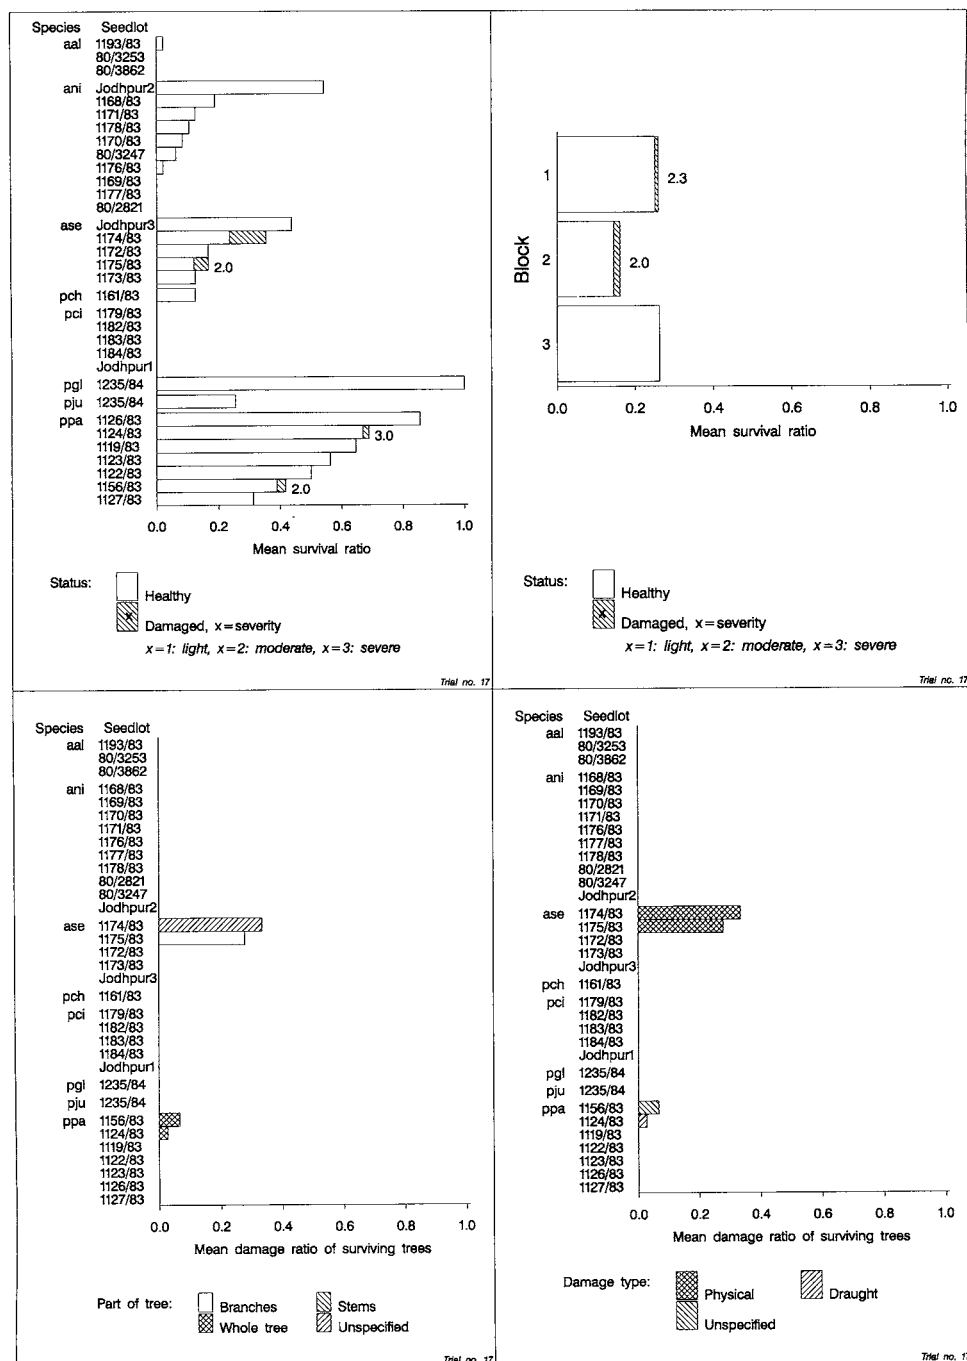 Species Seedlot
aal 1193/83
80/3253
80/3862
ani Jodhpur2
1168/83
1171/83
1178/83
1170/83
80/3247
1176/83
1169/83
1177/83
80/2821
ase Jodhpur3
1174/83
1172/83
1175/83 2.0
1173/83
pch 1161/83
pci 1179/83
1182/83
1183/83
1184/83
Jodhpur1
pgl 1235/84
pju 1235/84
ppa 1126/83
1124/83 3.0
1119/83
1123/83
1122/83
1156/83 2.0
1127/83
0.0 0.2 0.4 0.6 0.8 1.0
Mean survival ratio
Status:
Healthy
x Damaged, x=severity
x=1: light, x=2: moderate, x=3: severe
Trial no. 17
Block
1 2.3
2 2.0
3
0.0 0.2 0.4 0.6 0.8 1.0
Mean survival ratio
Status:
Healthy
x Damaged, x=severity
x=1: light, x=2: moderate, x=3: severe
Trial no. 17
Species Seedlot
aal 1193/83
80/3253
80/3862
ani 1168/83
1169/83
1170/83
1171/83
1176/83
1177/83
1178/83
80/2821
80/3247
Jodhpur2
ase 1174/83
1175/83
1172/83
1173/83
Jodhpur3
pch 1161/83
pci 1179/83
1182/83
1183/83
1184/83
Jodhpur1
pgl 1235/84
pju 1235/84
ppa 1156/83
1124/83
1119/83
1122/83
1123/83
1126/83
1127/83
0.0 0.2 0.4 0.6 0.8 1.0
Mean damage ratio of surviving trees
Part of tree: Branches Stems
Whole tree Unspecified
Trial no. 17
Species Seedlot
aal 1193/83
80/3253
80/3862
ani 1168/83
1169/83
1170/83
1171/83
1176/83
1177/83
1178/83
80/2821
80/3247
Jodhpur2
ase 1174/83
1175/83
1172/83
1173/83
Jodhpur3
pch 1161/83
pci 1179/83
1182/83
1183/83
1184/83
Jodhpur1
pgl 1235/84
pju 1235/84
ppa 1156/83
1124/83
1119/83
1122/83
1123/83
1126/83
1127/83
0.0 0.2 0.4 0.6 0.8 1.0
Mean damage ratio of surviving trees
Damage type: Physical Draught
Unspecified
Trial no. 17